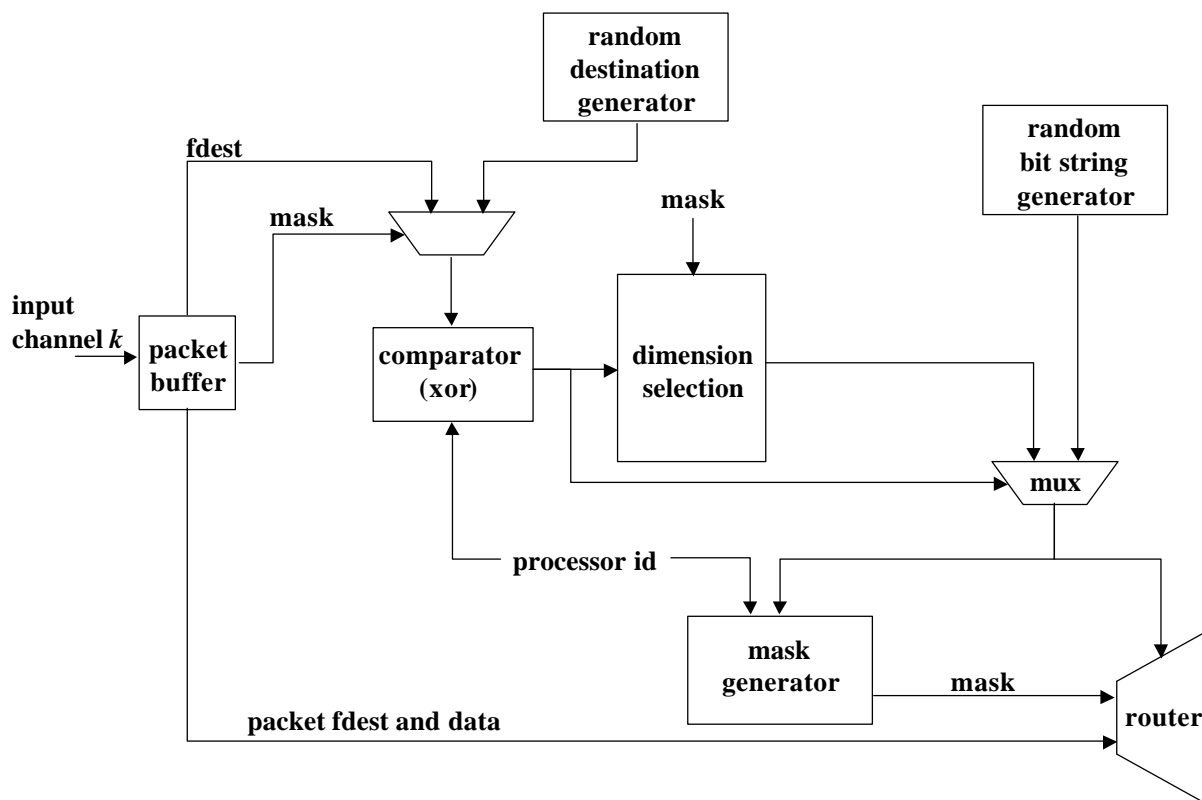 random
destination
generator
random
bit string
generator
fdest
mask
mask
input
channel k
packet
buffer
comparator
(xor)
dimension
selection
mux
processor id
mask
generator
mask
packet fdest and data
router